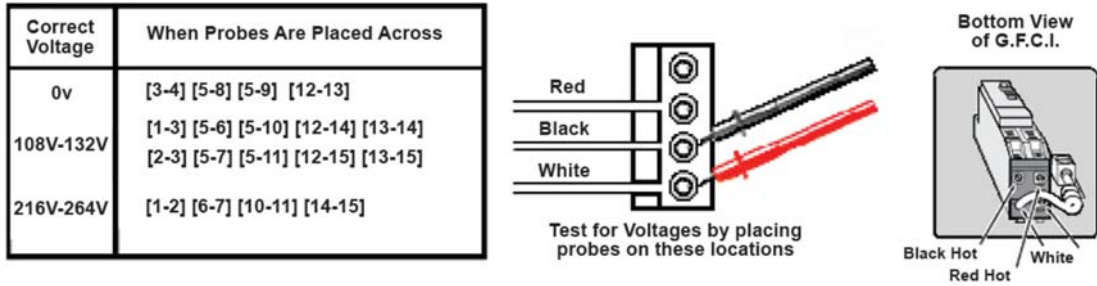 Correct
Voltage
When Probes Are Placed Across
0v
[3-4] [5-8] [5-9] [12-13]
108V-132V
[1-3] [5-6] [5-10] [12-14] [13-14]
[2-3] [5-7] [5-11] [12-15] [13-15]
216V-264V
[1-2] [6-7] [10-11] [14-15]
Red
Black
White
Test for Voltages by placing
probes on these locations
Bottom View
of G.F.C.I.
Black Hot
Red Hot
White